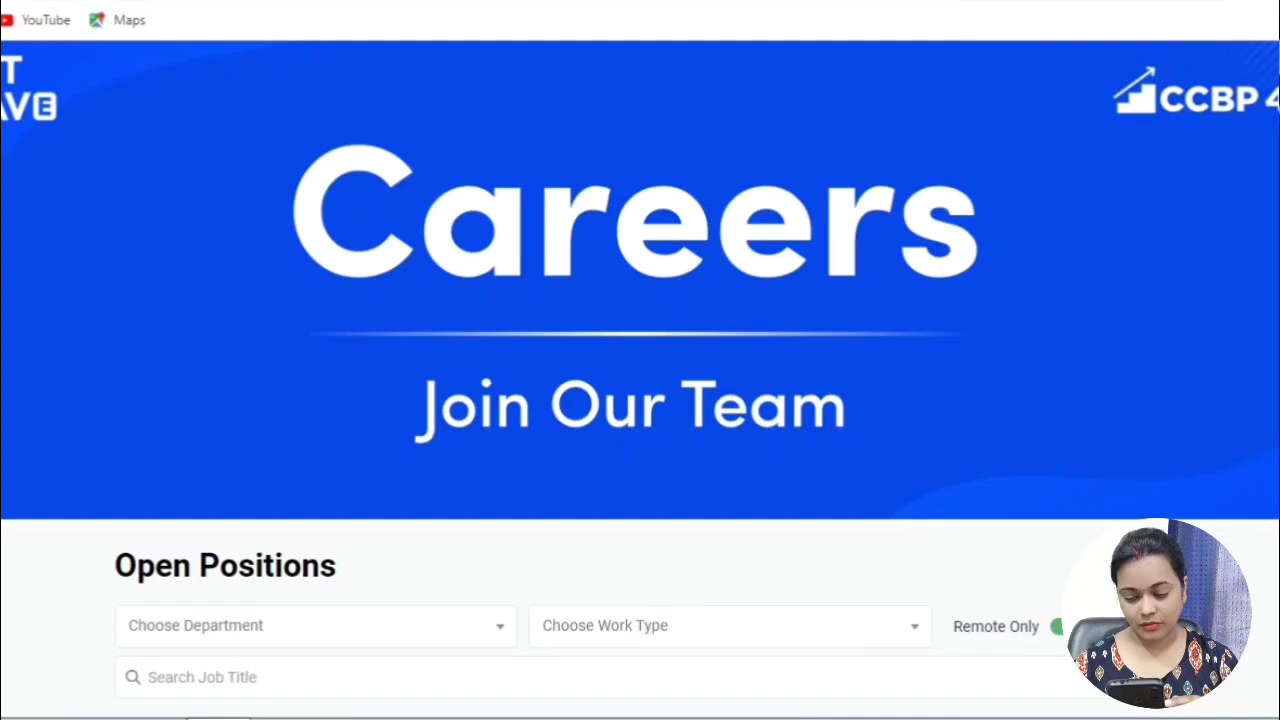 YouTube Maps
T
AVE
CCBP 4
Careers
Join Our Team
Open Positions
Choose Department
Choose Work Type
Remote Only
Search Job Title